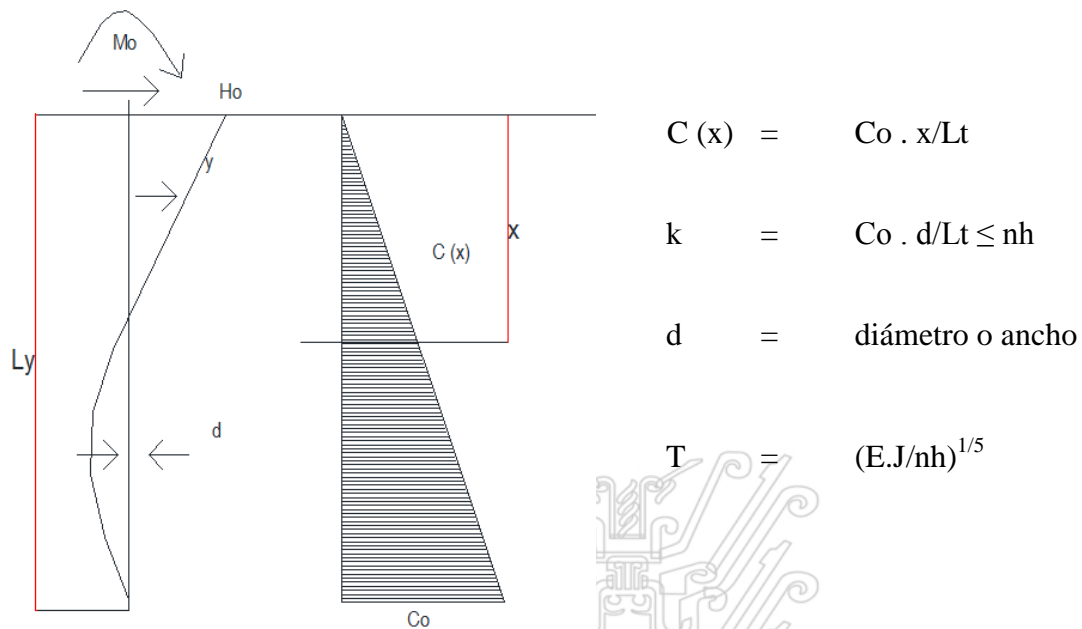 Mo
Ho
y
Ly
d
C (x)
x
Co
C (x) = Co . x/Lt
k = Co . d/Lt ≤ nh
d = diámetro o ancho
T = (E.J/nh)^1/5